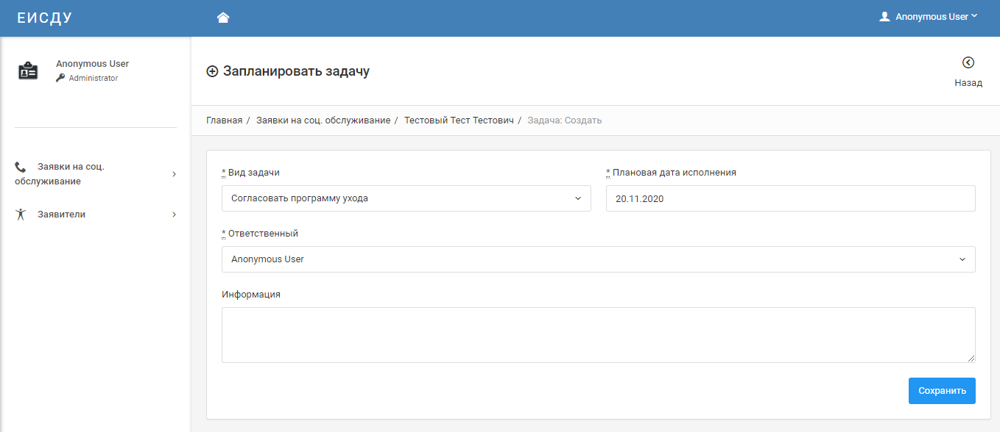 ЕИСДУ
Anonymous User
Anonymous User
Administrator
Запланировать задачу
Назад
Главная / Заявки на соц. обслуживание / Тестовый Тест Тестович / Задача: Создать
Заявки на соц.
обслуживание
Заявители
* Вид задачи
Согласовать программу ухода
* Плановая дата исполнения
20.11.2020
* Ответственный
Anonymous User
Информация
Сохранить